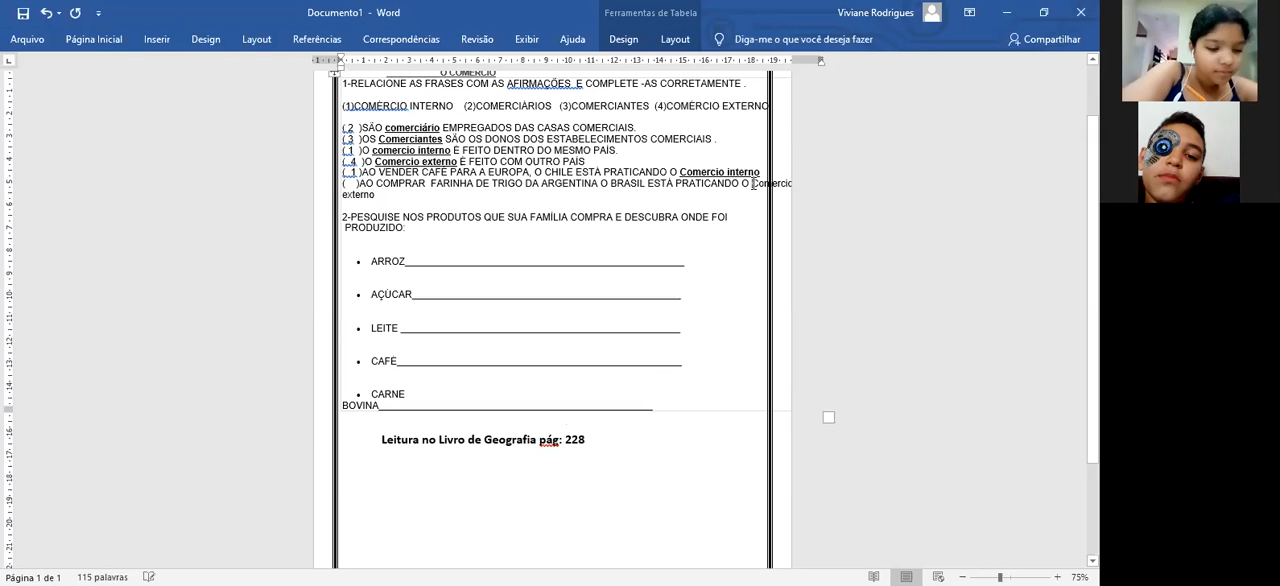 Documento1 - Word
Ferramentas de Tabela
Viviane Rodrigues
Arquivo Página Inicial Inserir Design Layout Referências Correspondências Revisão Exibir Ajuda Design Layout Diga-me o que você deseja fazer Compartilhar
O COMÉRCIO
1-RELACIONE AS FRASES COM AS AFIRMAÇÕES E COMPLETE -AS CORRETAMENTE .
(1)COMÉRCIO INTERNO (2)COMERCIÁRIOS (3)COMERCIANTES (4)COMÉRCIO EXTERNO
( 2 )SÃO comerciário EMPREGADOS DAS CASAS COMERCIAIS.
( 3 )OS Comerciantes SÃO OS DONOS DOS ESTABELECIMENTOS COMERCIAIS .
( 1 )O comercio interno É FEITO DENTRO DO MESMO PAÍS.
( 4 )O Comercio externo É FEITO COM OUTRO PAÍS
( 1 )AO VENDER CAFÉ PARA A EUROPA, O CHILE ESTÁ PRATICANDO O Comercio interno
( )AO COMPRAR FARINHA DE TRIGO DA ARGENTINA O BRASIL ESTÁ PRATICANDO O Comercio
externo
2-PESQUISE NOS PRODUTOS QUE SUA FAMÍLIA COMPRA E DESCUBRA ONDE FOI
PRODUZIDO:
• ARROZ
• AÇÚCAR
• LEITE
• CAFÉ
• CARNE
BOVINA
Leitura no Livro de Geografia pág: 228
Página 1 de 1 115 palavras 75%